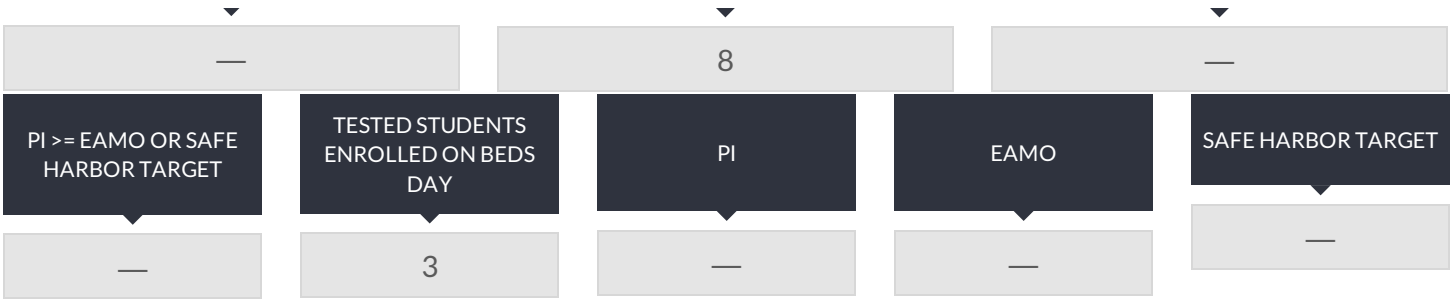 —
8
—
PI >= EAMO OR SAFE
HARBOR TARGET
TESTED STUDENTS
ENROLLED ON BEDS
DAY
PI
EAMO
SAFE HARBOR TARGET
—
3
—
—
—